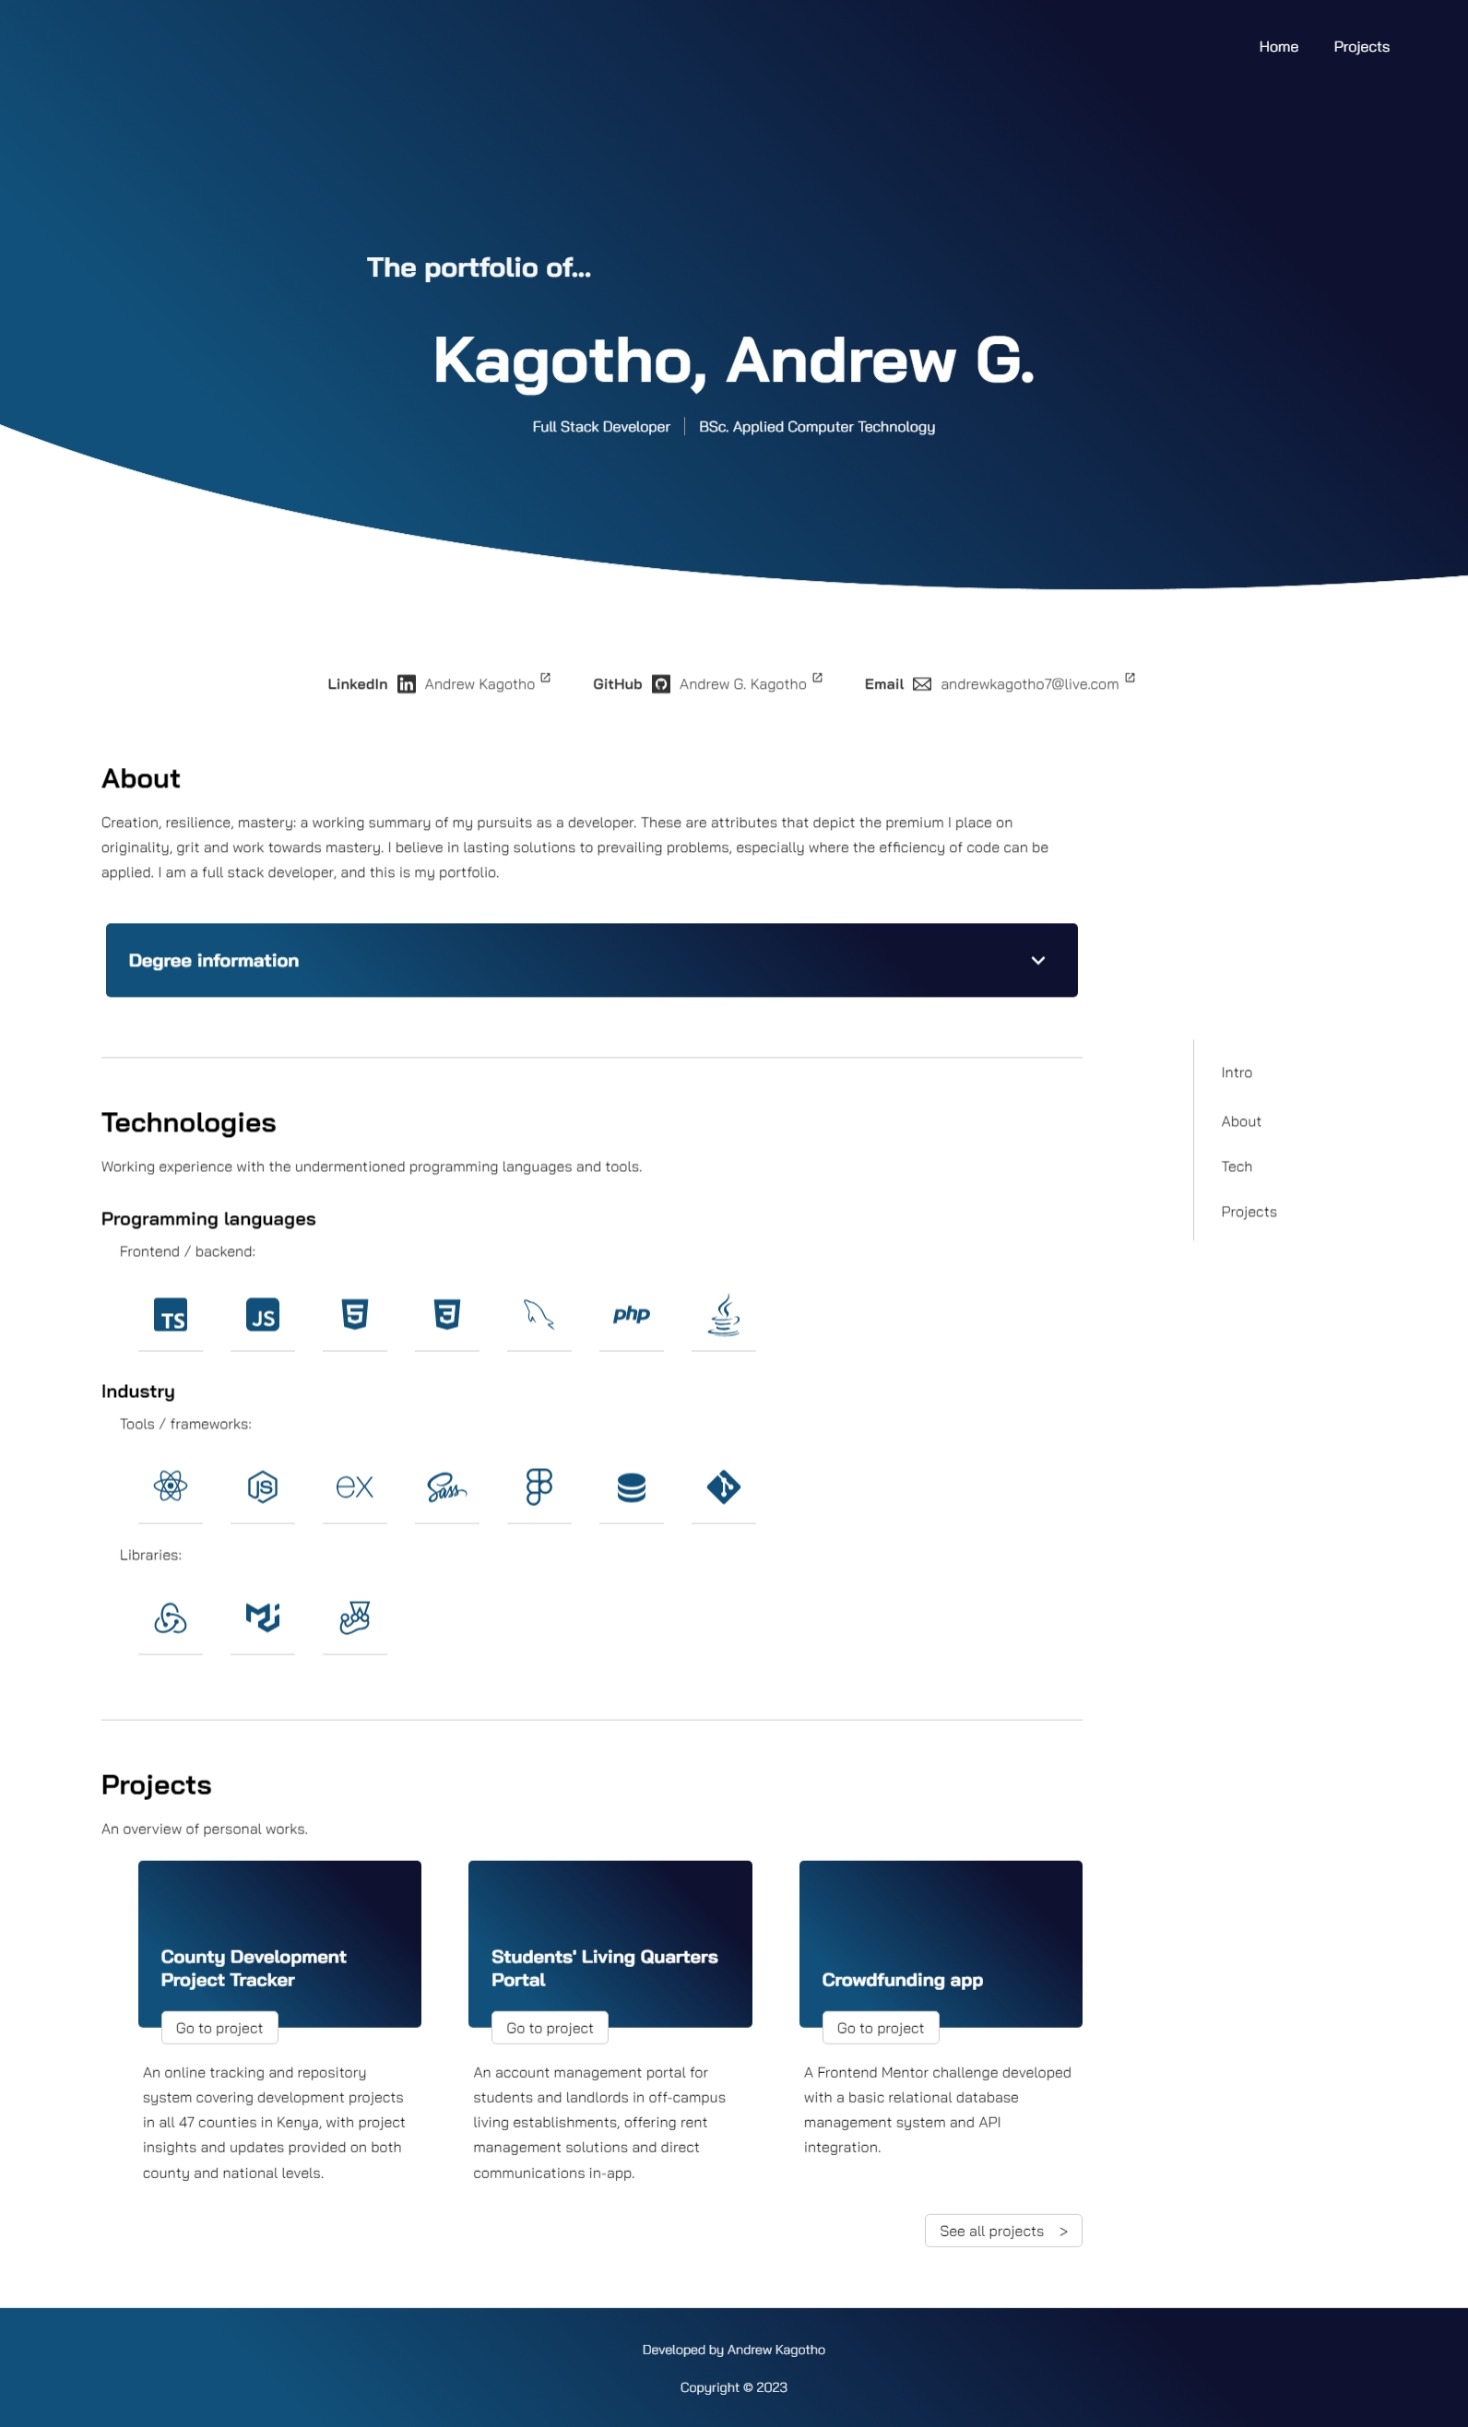 Home Projects
The portfolio of...
Kagotho, Andrew G.
Full Stack Developer BSc. Applied Computer Technology
LinkedIn in Andrew Kagotho GitHub Andrew G. Kagotho Email andrewkagotho7@live.com
About
Creation, resilience, mastery: a working summary of my pursuits as a developer. These are attributes that depict the premium I place on
originality, grit and work towards mastery. I believe in lasting solutions to prevailing problems, especially where the efficiency of code can be
applied. I am a full stack developer, and this is my portfolio.
Degree information
Intro
About
Tech
Projects
Technologies
Working experience with the undermentioned programming languages and tools.
Programming languages
Frontend / backend:
TS JS 5 3 php
Industry
Tools / frameworks:
JS ex Sass
Libraries:
Projects
An overview of personal works.
County Development
Project Tracker
Go to project
An online tracking and repository
system covering development projects
in all 47 counties in Kenya, with project
insights and updates provided on both
county and national levels.
Students' Living Quarters
Portal
Go to project
An account management portal for
students and landlords in off-campus
living establishments, offering rent
management solutions and direct
communications in-app.
Crowdfunding app
Go to project
A Frontend Mentor challenge developed
with a basic relational database
management system and API
integration.
See all projects >
Developed by Andrew Kagotho
Copyright © 2023